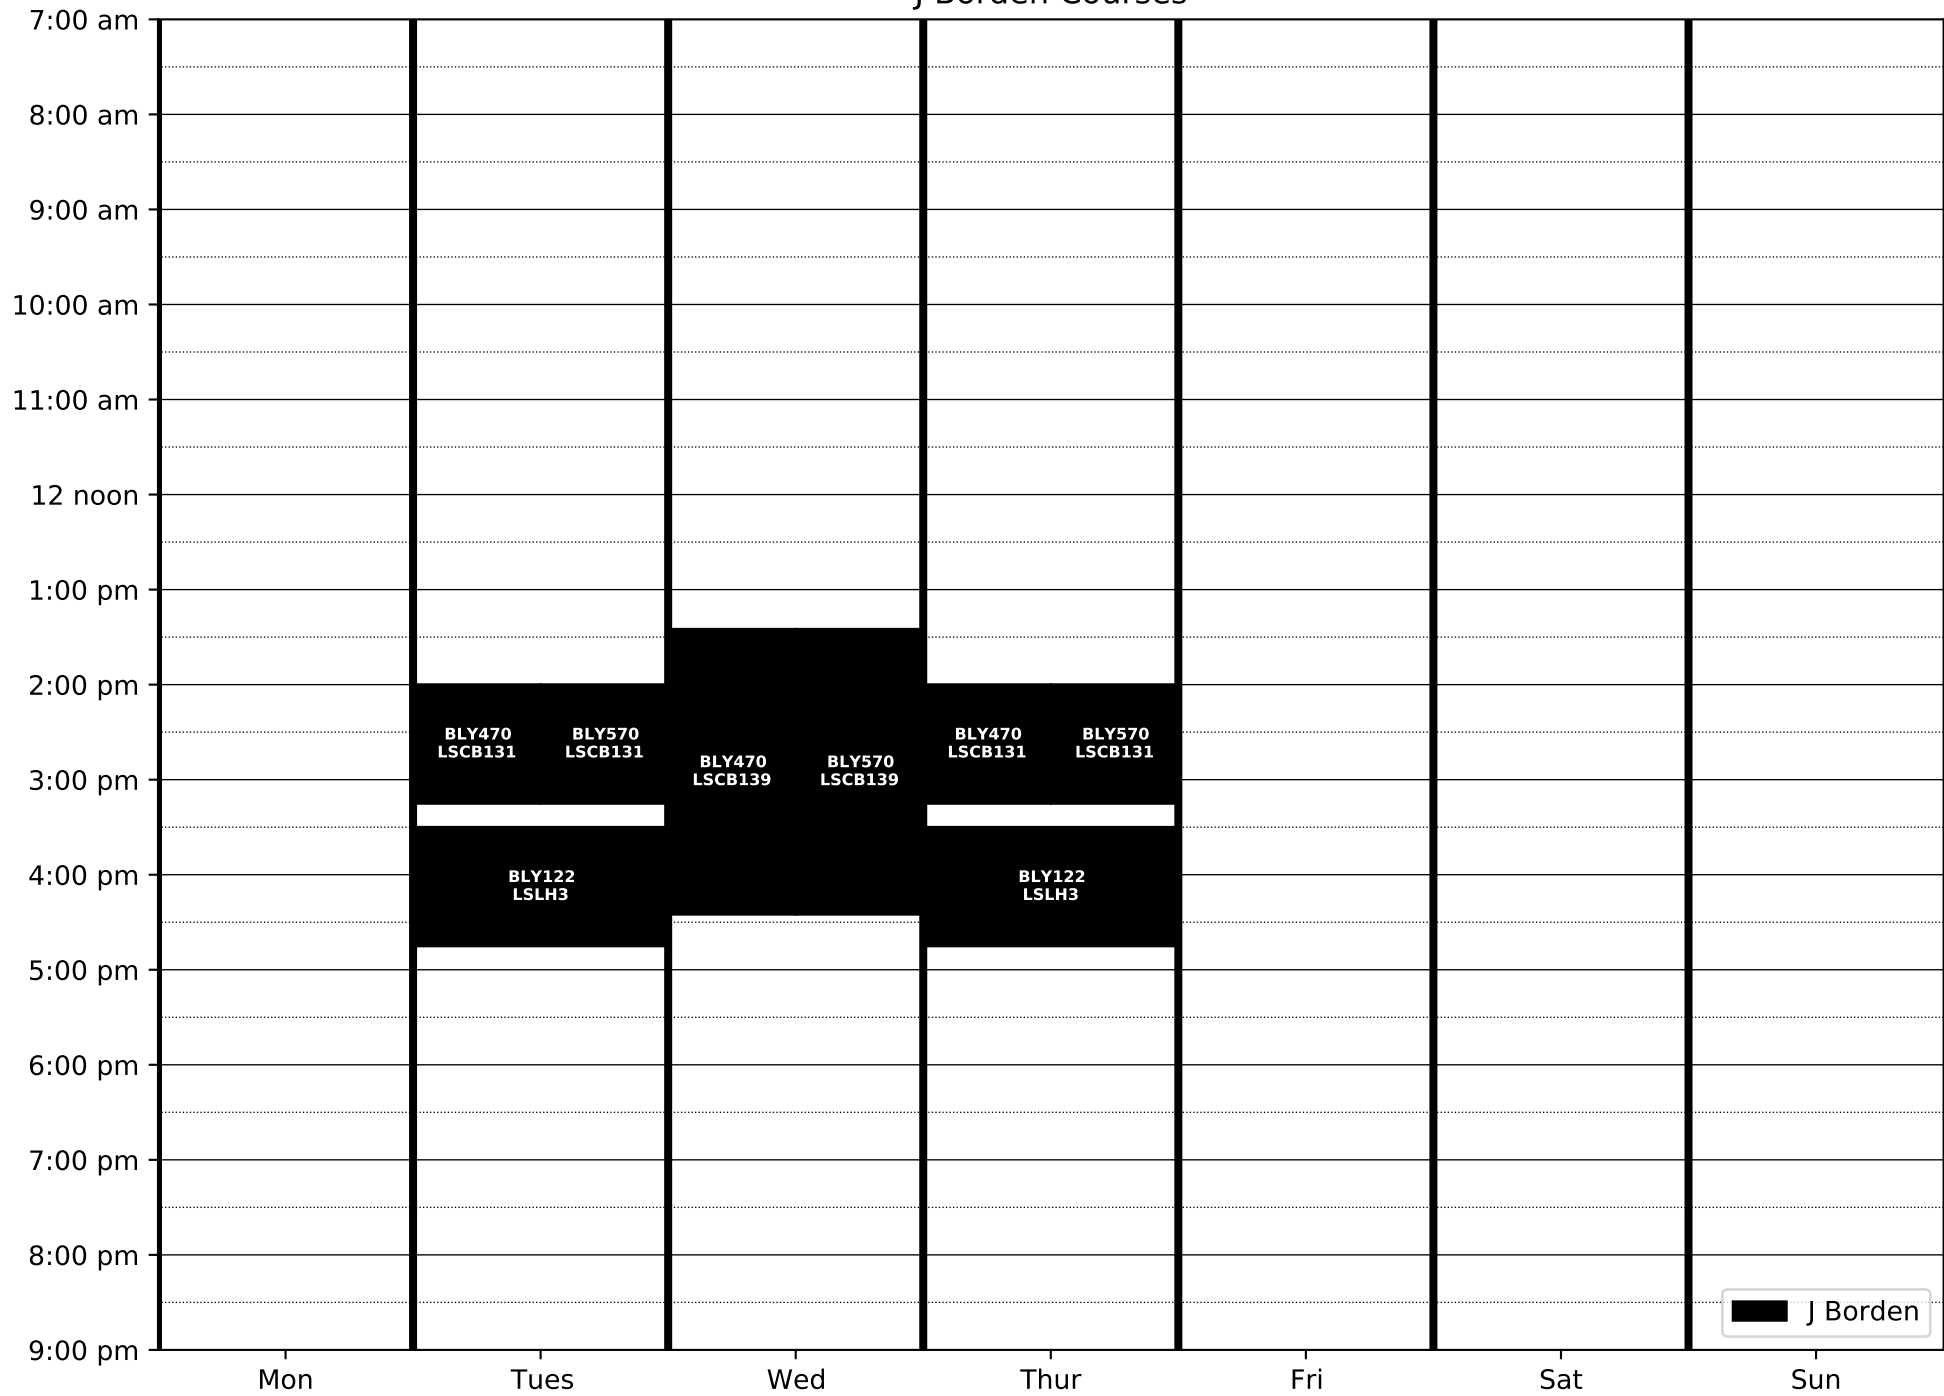 J Borden Courses
7:00 am
8:00 am
9:00 am
10:00 am
11:00 am
12 noon
1:00 pm
2:00 pm
3:00 pm
4:00 pm
5:00 pm
6:00 pm
7:00 pm
8:00 pm
9:00 pm
BLY470
LSCB131
BLY570
LSCB131
BLY122
LSLH3
BLY470
LSCB139
BLY570
LSCB139
BLY470
LSCB131
BLY570
LSCB131
BLY122
LSLH3
J Borden
Mon
Tues
Wed
Thur
Fri
Sat
Sun